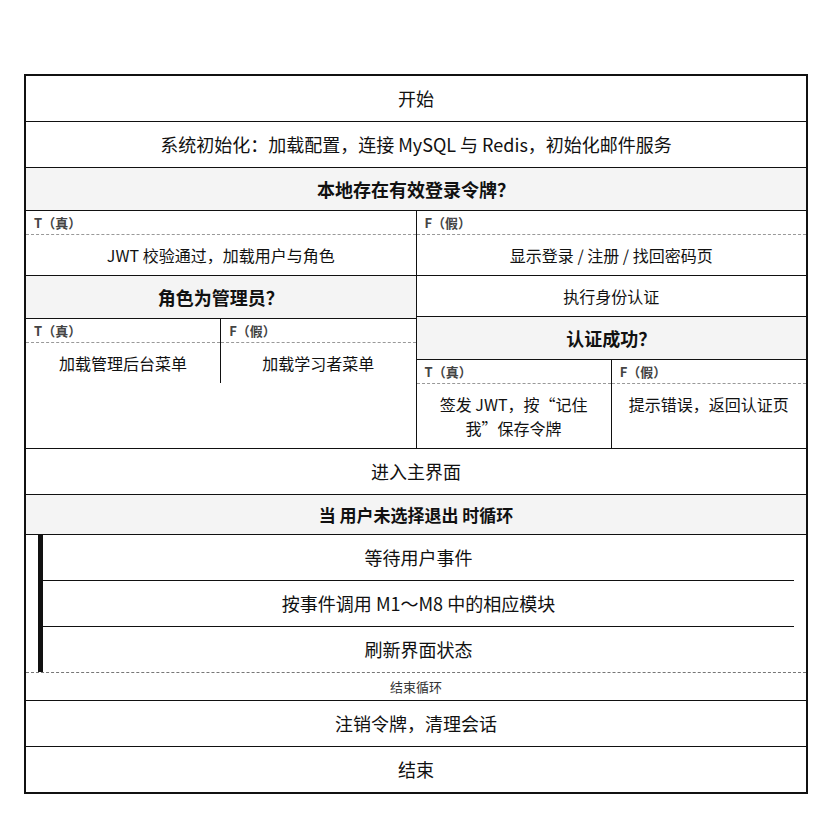 开始
系统初始化：加载配置，连接 MySQL 与 Redis，初始化邮件服务
本地存在有效登录令牌？
T（真）
JWT 校验通过，加载用户与角色
角色为管理员？
T（真）
加载管理后台菜单
F（假）
加载学习者菜单
F（假）
显示登录 / 注册 / 找回密码页
执行身份认证
认证成功？
T（真）
签发 JWT，按“记住
我”保存令牌
F（假）
提示错误，返回认证页
进入主界面
当 用户未选择退出 时循环
等待用户事件
按事件调用 M1～M8 中的相应模块
刷新界面状态
结束循环
注销令牌，清理会话
结束